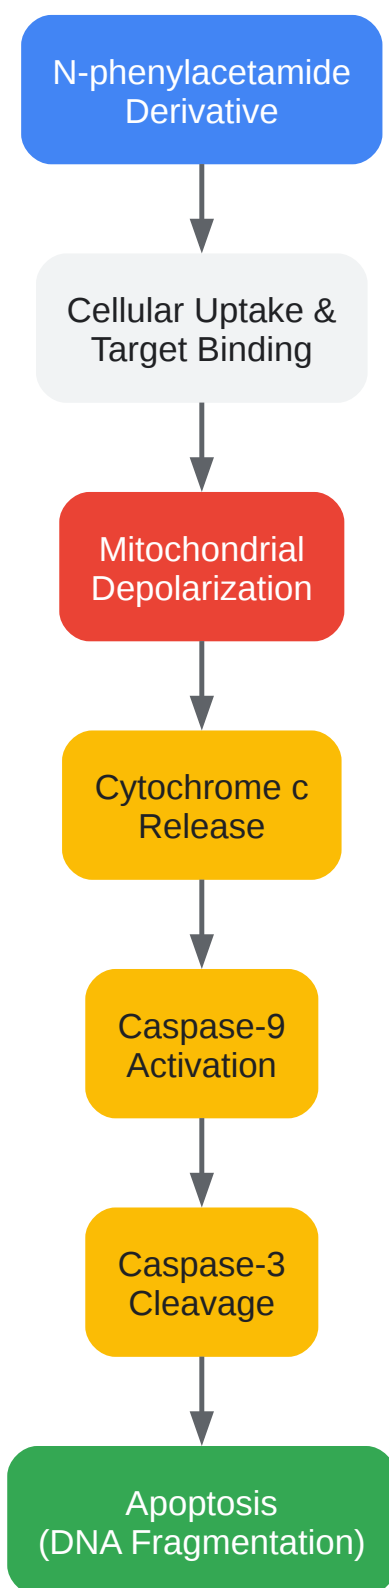 N-phenylacetamide
Derivative
Cellular Uptake &
Target Binding
Mitochondrial
Depolarization
Cytochrome c
Release
Caspase-9
Activation
Caspase-3
Cleavage
Apoptosis
(DNA Fragmentation)